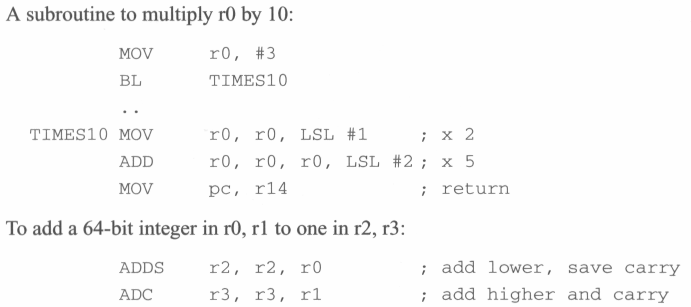 A subroutine to multiply r0 by 10:
MOV r0, #3
BL TIMES10
..
TIMES10 MOV r0, r0, LSL #1 ; x 2
ADD r0, r0, r0, LSL #2 ; x 5
MOV pc, r14 ; return
To add a 64-bit integer in r0, r1 to one in r2, r3:
ADDS r2, r2, r0 ; add lower, save carry
ADC r3, r3, r1 ; add higher and carry